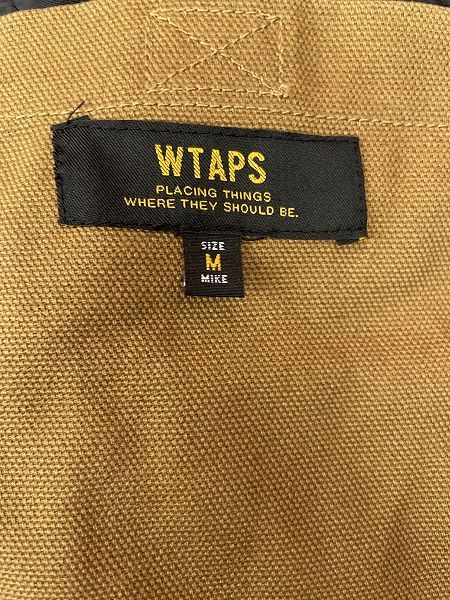 WTAPS
PLACING THINGS
WHERE THEY SHOULD BE.
SIZE
M
MIKE